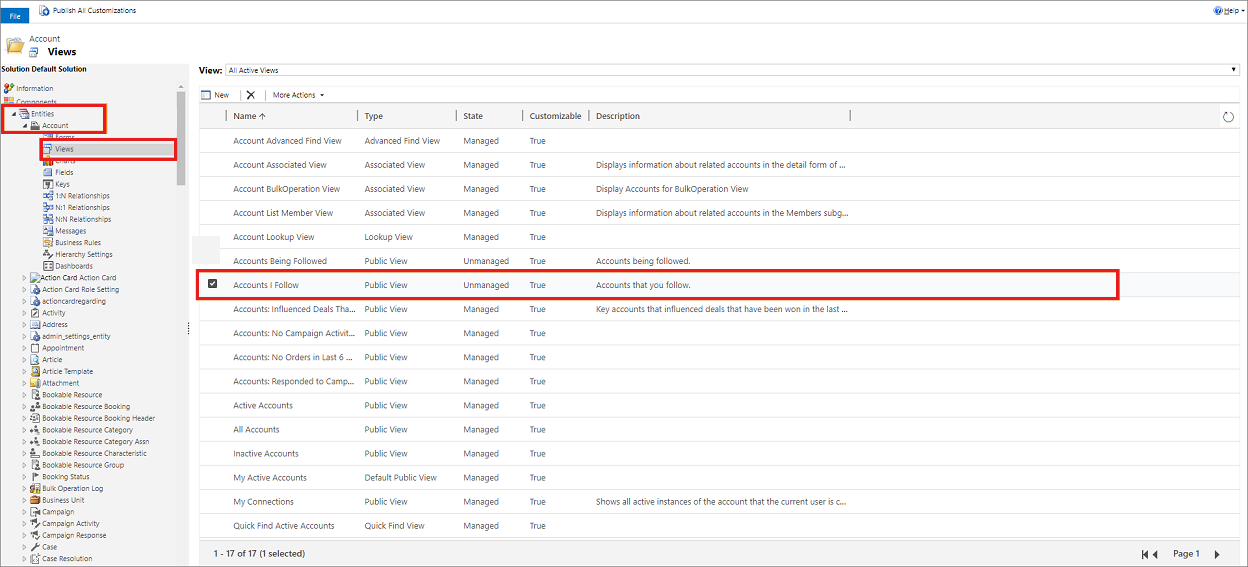 File
Publish All Customizations
Help
Account
Views
Solution Default Solution
Information
Components
Entities
Account
Forms
Views
Charts
Fields
Keys
1:N Relationships
N:1 Relationships
N:N Relationships
Messages
Business Rules
Hierarchy Settings
Dashboards
Action Card Action Card
Action Card Role Setting
actioncardregarding
Activity
Address
admin_settings_entity
Appointment
Article
Article Template
Attachment
Bookable Resource
Bookable Resource Booking
Bookable Resource Booking Header
Bookable Resource Category
Bookable Resource Category Assn
Bookable Resource Characteristic
Bookable Resource Group
Booking Status
Bulk Operation Log
Business Unit
Campaign
Campaign Activity
Campaign Response
Case
Case Resolution
View: All Active Views
New More Actions
Name Type State Customizable Description
Account Advanced Find View Advanced Find View Managed True
Account Associated View Associated View Managed True Displays information about related accounts in the detail form of ...
Account BulkOperation View Associated View Managed True Display Accounts for BulkOperation View
Account List Member View Associated View Managed True Displays information about related accounts in the Members subg...
Account Lookup View Lookup View Managed True
Accounts Being Followed Public View Unmanaged True Accounts being followed.
Accounts I Follow Public View Unmanaged True Accounts that you follow.
Accounts: Influenced Deals Tha... Public View Managed True Key accounts that influenced deals that have been won in the last ...
Accounts: No Campaign Activit... Public View Managed True
Accounts: No Orders in Last 6 ... Public View Managed True
Accounts: Responded to Camp... Public View Managed True
Active Accounts Public View Managed True
All Accounts Public View Managed True
Inactive Accounts Public View Managed True
My Active Accounts Default Public View Managed True
My Connections Public View Managed True Shows all active instances of the account that the current user is c...
Quick Find Active Accounts Quick Find View Managed True
1 - 17 of 17 (1 selected) Page 1